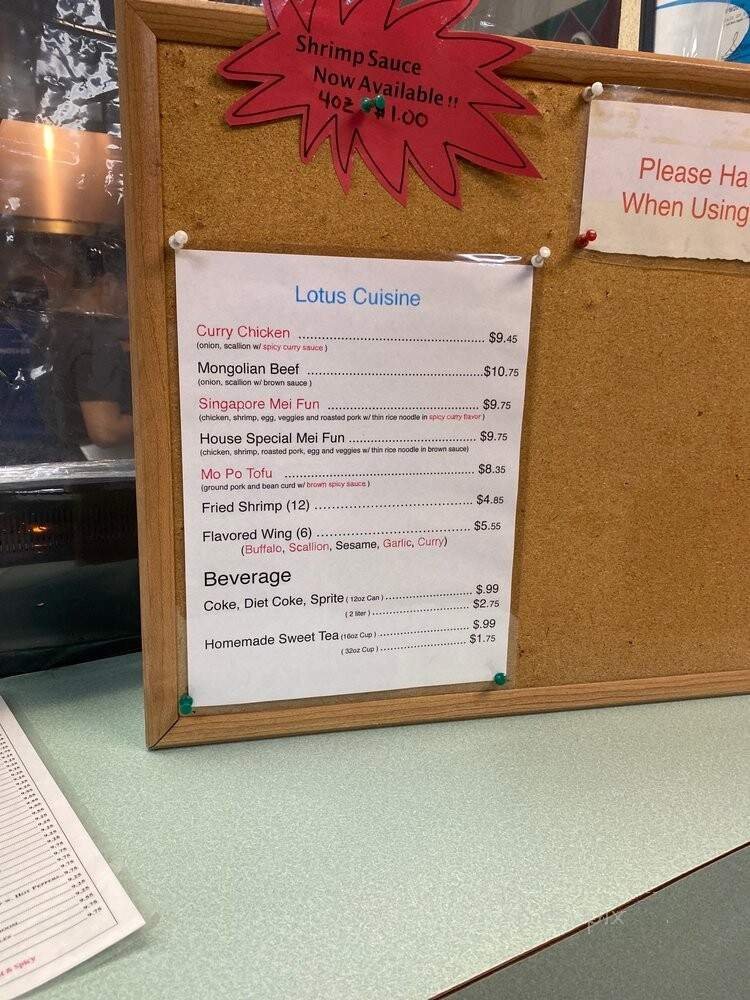 Shrimp Sauce
Now Available !!
4oz $1.00
Please Ha
When Using
Lotus Cuisine
Curry Chicken ........ $9.45
(onion, scallion w/ spicy curry sauce )
Mongolian Beef ........ $10.75
(onion, scallion w/ brown sauce )
Singapore Mei Fun ........ $9.75
(chicken, shrimp, egg, veggies and roasted pork w/ thin rice noodle in spicy curry flavor )
House Special Mei Fun ........ $9.75
(chicken, shrimp, roasted pork, egg and veggies w/ thin rice noodle in brown sauce)
Mo Po Tofu ........ $8.35
(ground pork and bean curd w/ brown spicy sauce )
Fried Shrimp (12) ........ $4.85
Flavored Wing (6) ........ $5.55
(Buffalo, Scallion, Sesame, Garlic, Curry)
Beverage
Coke, Diet Coke, Sprite ( 12oz Can ) ........ $.99
( 2 liter ) ........ $2.75
Homemade Sweet Tea (16oz Cup ) ........ $.99
( 32oz Cup ) ........ $1.75
w. Hot Peppers.. 9.75
& Spicy